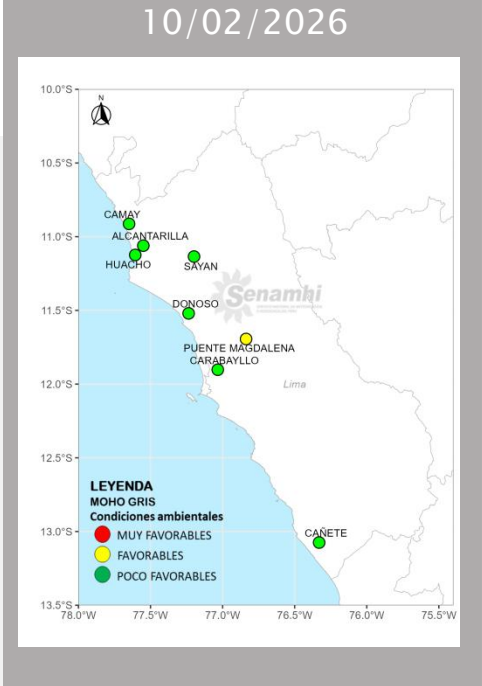 10/02/2026
10.0°S
N
10.5°S
CAMAY
11.0°S
ALCANTARILLA
HUACHO
SAYAN
Senamhi
11.5°S
DONOSO
PUENTE MAGDALENA
CARABAYLLO
12.0°S
Lima
12.5°S
LEYENDA
MOHO GRIS
Condiciones ambientales
13.0°S
CAÑETE
MUY FAVORABLES
FAVORABLES
POCO FAVORABLES
13.5°S
78.0°W 77.5°W 77.0°W 76.5°W 76.0°W 75.5°W